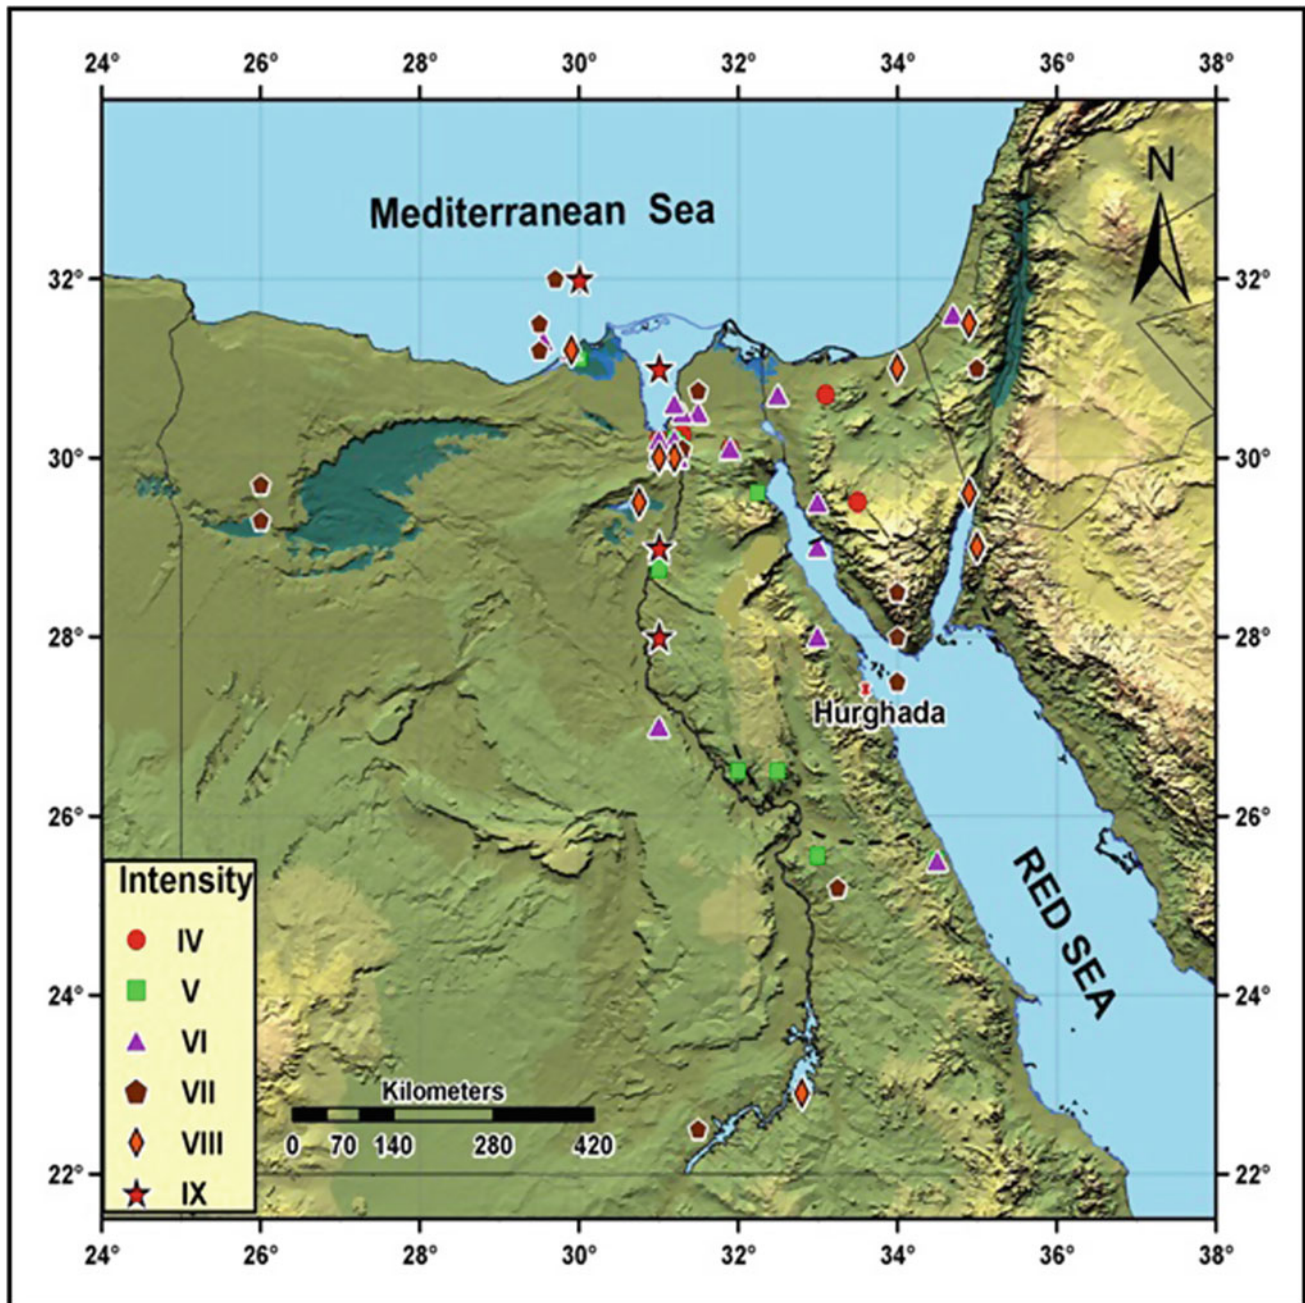 24° 26° 28° 30° 32° 34° 36° 38°
N
Mediterranean Sea
32° 32°
30° 30°
28° 28°
Hurghada
26° 26°
RED SEA
Intensity
IV
V
VI
VII
VIII
IX
24° 24°
Kilometers
0 70 140 280 420
22° 22°
24° 26° 28° 30° 32° 34° 36° 38°